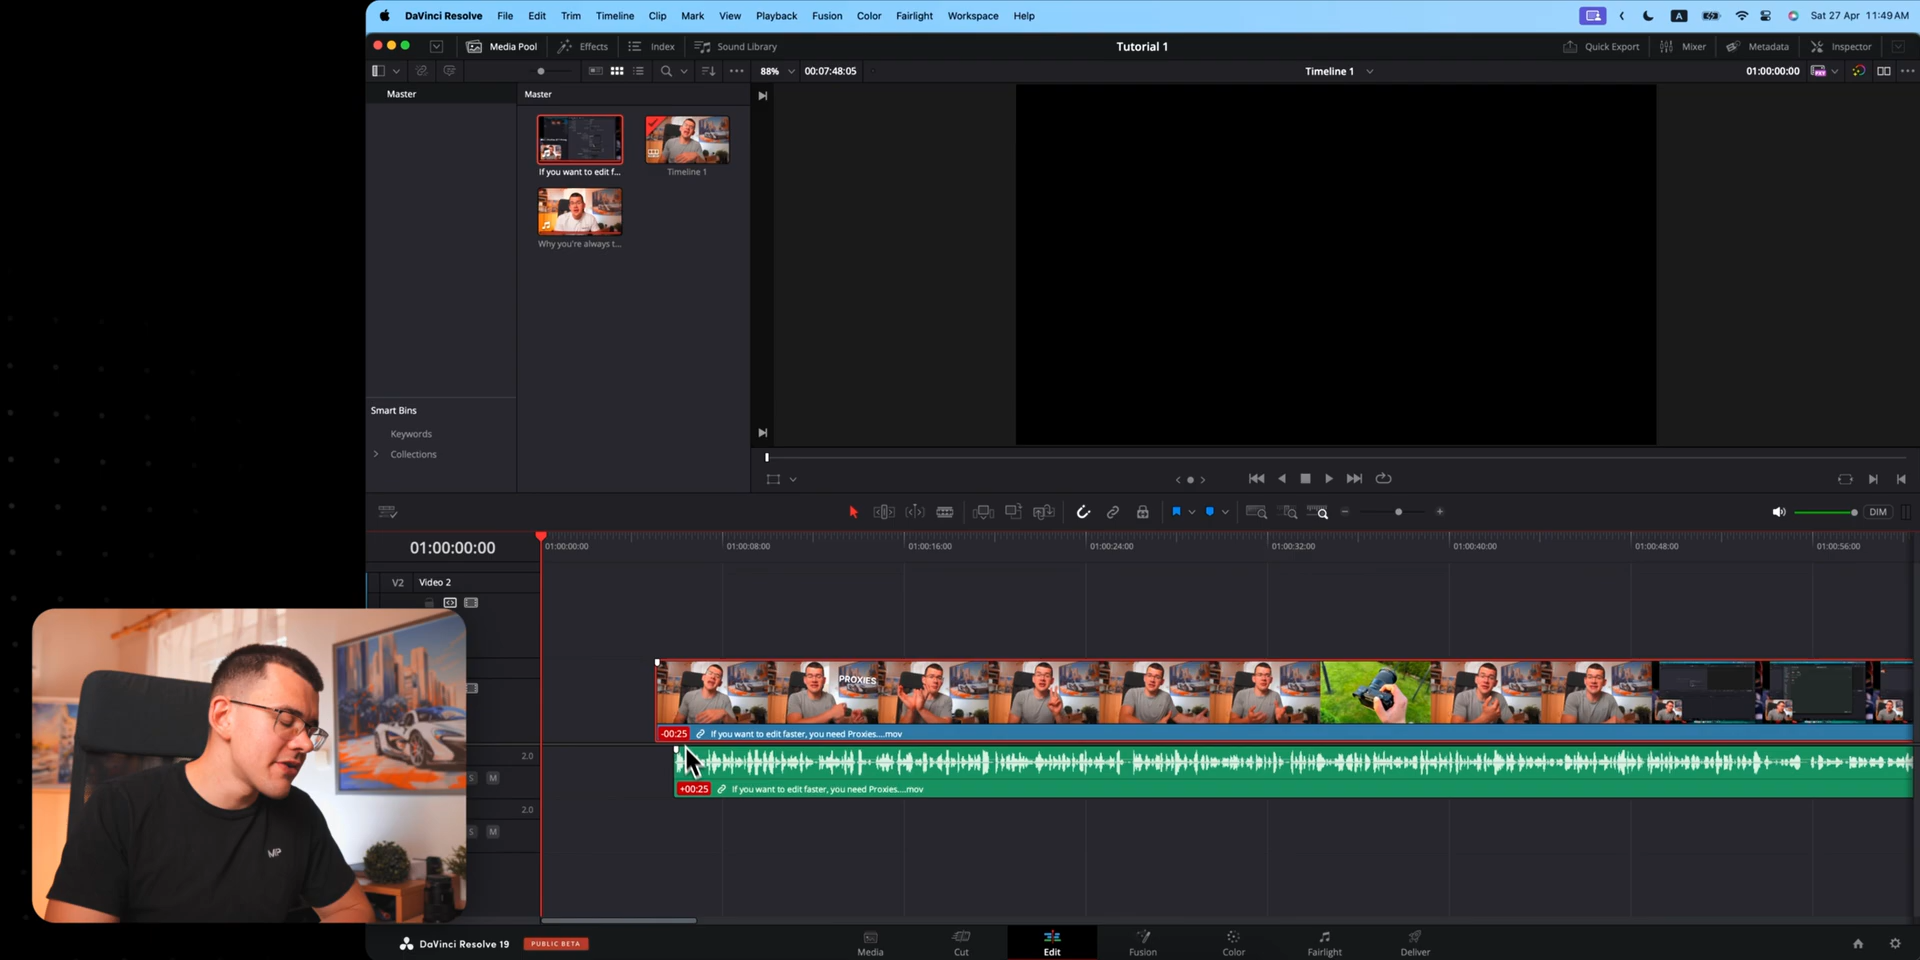 DaVinci Resolve File Edit Trim Timeline Clip Mark View Playback Fusion Color Fairlight Workspace Help A Sat 27 Apr 11:49 AM
Media Pool Effects Index Sound Library Tutorial 1 Quick Export Mixer Metadata Inspector
88% 00:07:48:05 Timeline 1 01:00:00:00
Master Master
If you want to edit f... Timeline 1
Why you're always t...
Smart Bins
Keywords
Collections
DIM
01:00:00:00 01:00:00:00 01:00:08:00 01:00:16:00 01:00:24:00 01:00:32:00 01:00:40:00 01:00:48:00 01:00:56:00
V2 Video 2
PROXIES
-00:25 If you want to edit faster, you need Proxies....mov
2.0
S M
+00:25 If you want to edit faster, you need Proxies....mov
2.0
S M
DaVinci Resolve 19 PUBLIC BETA Media Cut Edit Fusion Color Fairlight Deliver